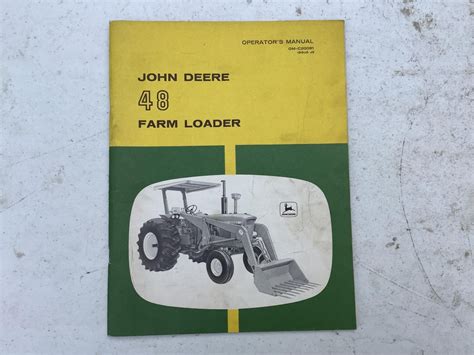 OPERATOR'S MANUAL
JOHN DEERE
48
FARM LOADER